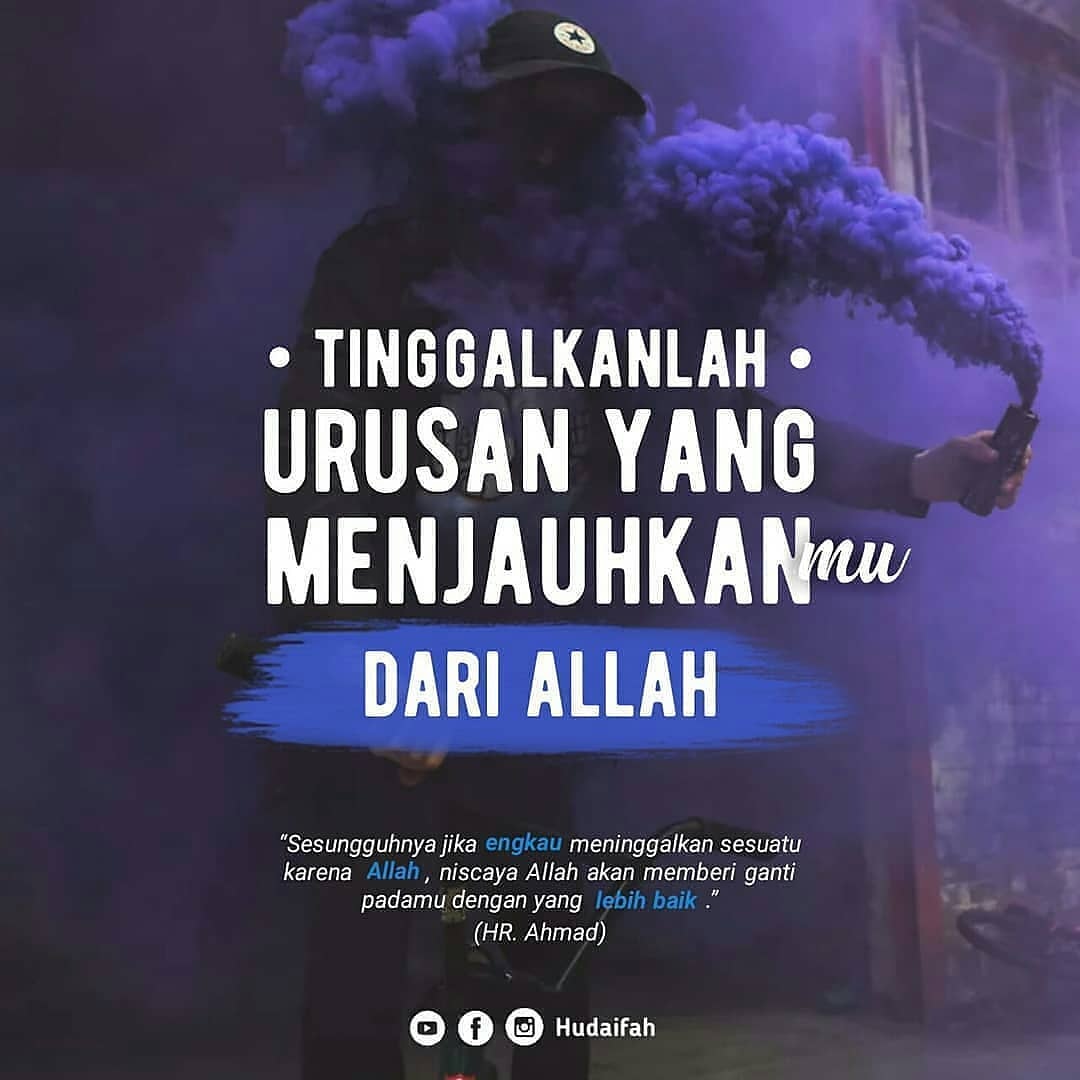 • TINGGALKANLAH •
URUSAN YANG
MENJAUHKANmu
DARI ALLAH
"Sesungguhnya jika engkau meninggalkan sesuatu
karena Allah, niscaya Allah akan memberi ganti
padamu dengan yang lebih baik ."
(HR. Ahmad)
Hudaifah